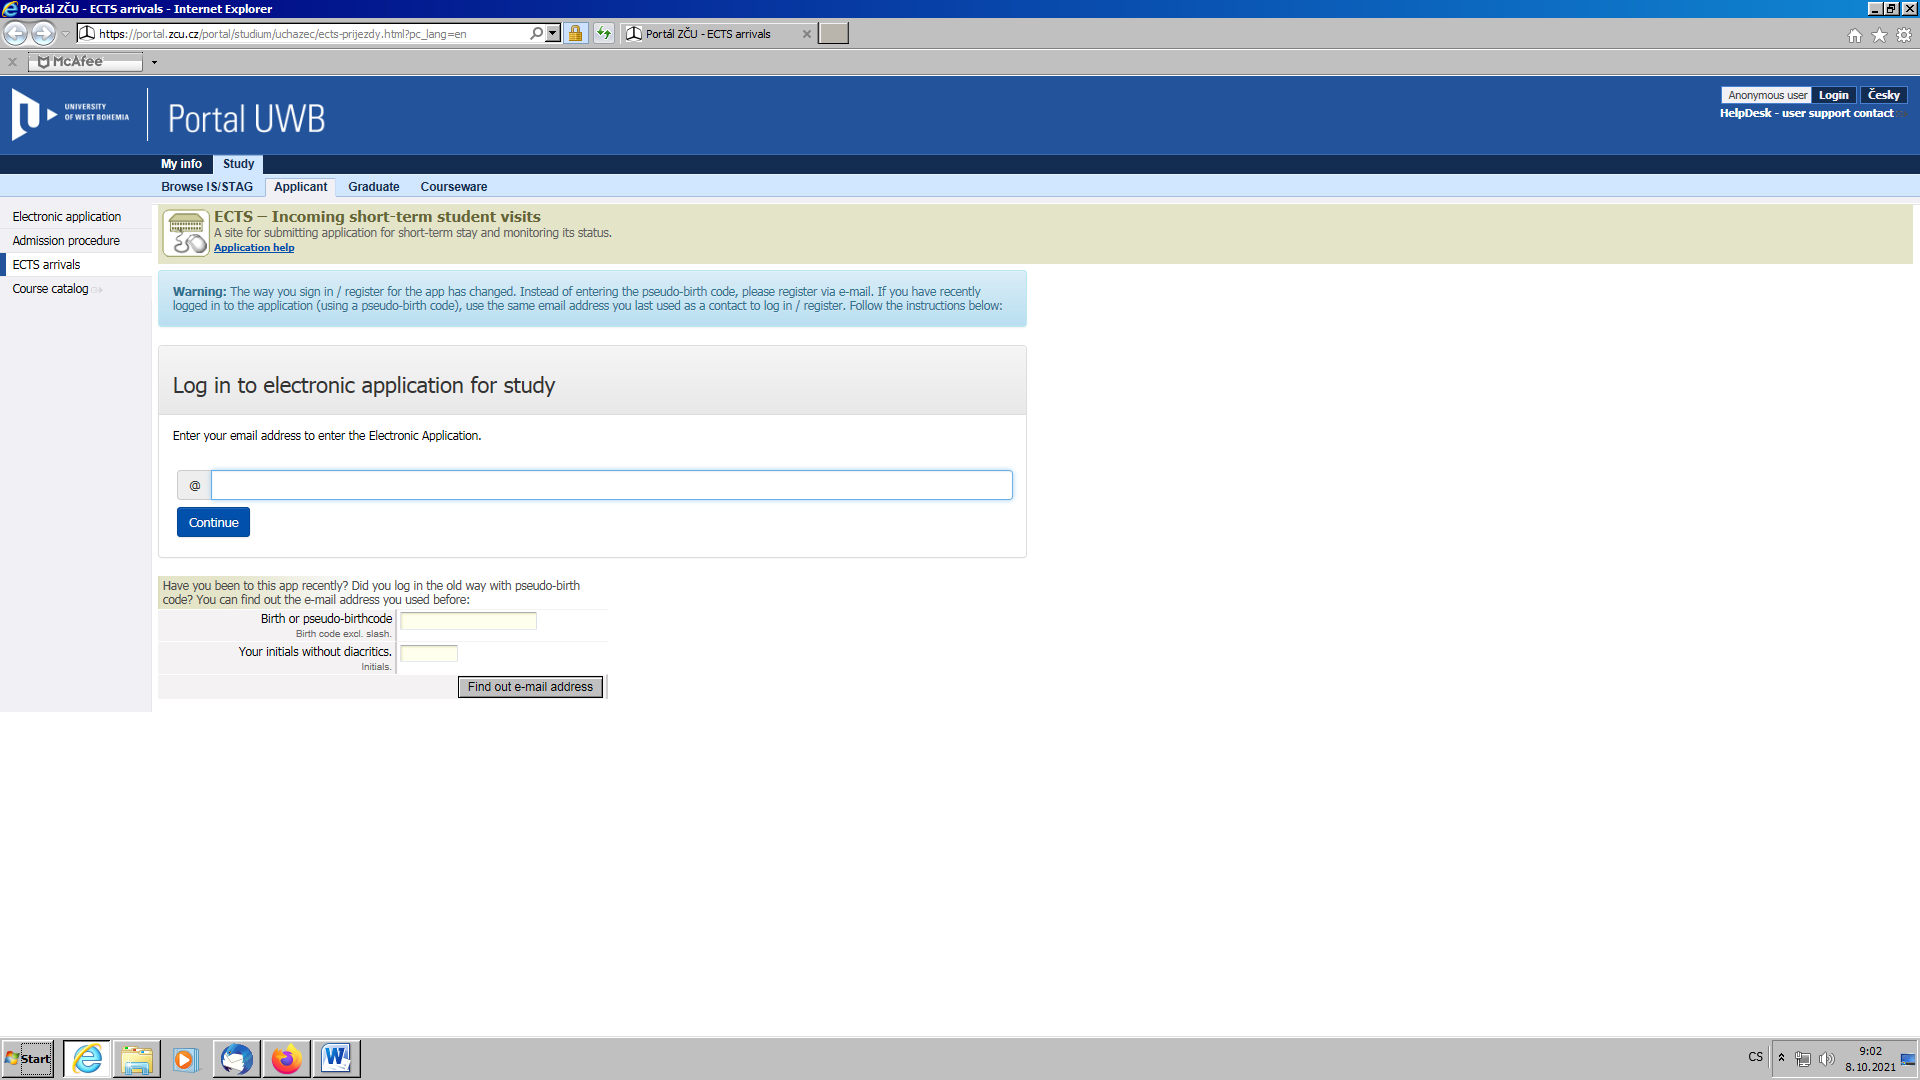 Portál ZČU - ECTS arrivals - Internet Explorer
https://portal.zcu.cz/portal/studium/uchazec/ects-prijezdy.html?pc_lang=en
Portál ZČU - ECTS arrivals
McAfee
UNIVERSITY
OF WEST BOHEMIA
Portal UWB
Anonymous user Login Česky
HelpDesk - user support contact
My info Study
Browse IS/STAG Applicant Graduate Courseware
Electronic application
Admission procedure
ECTS arrivals
Course catalog
ECTS – Incoming short-term student visits
A site for submitting application for short-term stay and monitoring its status.
Application help
Warning: The way you sign in / register for the app has changed. Instead of entering the pseudo-birth code, please register via e-mail. If you have recently
logged in to the application (using a pseudo-birth code), use the same email address you last used as a contact to log in / register. Follow the instructions below:
Log in to electronic application for study
Enter your email address to enter the Electronic Application.
@
Continue
Have you been to this app recently? Did you log in the old way with pseudo-birth
code? You can find out the e-mail address you used before:
Birth or pseudo-birthcode
Birth code excl. slash.
Your initials without diacritics.
Initials.
Find out e-mail address
Start
CS
9:02
8.10.2021